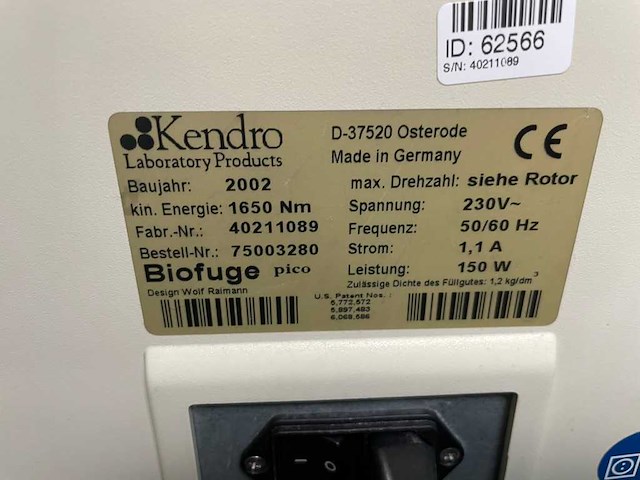 ID: 62566
S/N: 40211089
Kendro
Laboratory Products
D-37520 Osterode
Made in Germany
CE
Baujahr: 2002
max. Drehzahl: siehe Rotor
kin. Energie: 1650 Nm
Spannung: 230V~
Fabr.-Nr.: 40211089
Frequenz: 50/60 Hz
Bestell-Nr.: 75003280
Strom: 1,1 A
Biofuge pico
Leistung: 150 W
Design Wolf Raimann
Zulässige Dichte des Füllgutes: 1,2 kg/dm³
U.S. Patent Nos.:
5,772,572
5,897,483
6,068,586